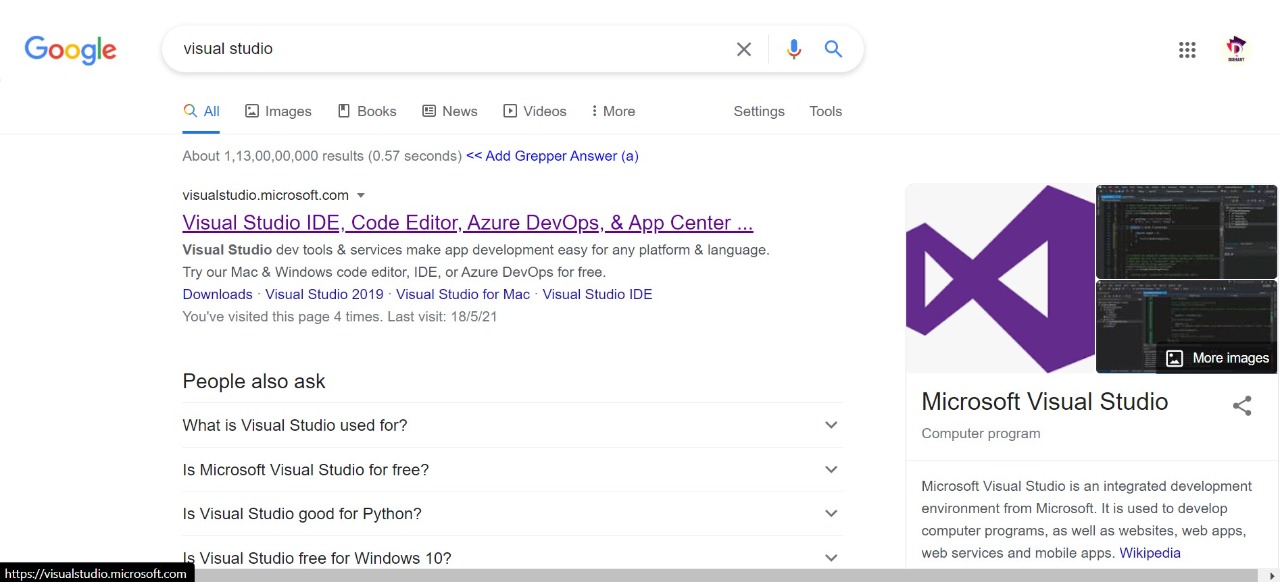 Google
visual studio
All Images Books News Videos More Settings Tools
About 1,13,00,00,000 results (0.57 seconds) << Add Grepper Answer (a)
visualstudio.microsoft.com
Visual Studio IDE, Code Editor, Azure DevOps, & App Center ...
Visual Studio dev tools & services make app development easy for any platform & language.
Try our Mac & Windows code editor, IDE, or Azure DevOps for free.
Downloads · Visual Studio 2019 · Visual Studio for Mac · Visual Studio IDE
You've visited this page 4 times. Last visit: 18/5/21
People also ask
What is Visual Studio used for?
Is Microsoft Visual Studio for free?
Is Visual Studio good for Python?
Is Visual Studio free for Windows 10?
More images
Microsoft Visual Studio
Computer program
Microsoft Visual Studio is an integrated development
environment from Microsoft. It is used to develop
computer programs, as well as websites, web apps,
web services and mobile apps. Wikipedia
https://visualstudio.microsoft.com